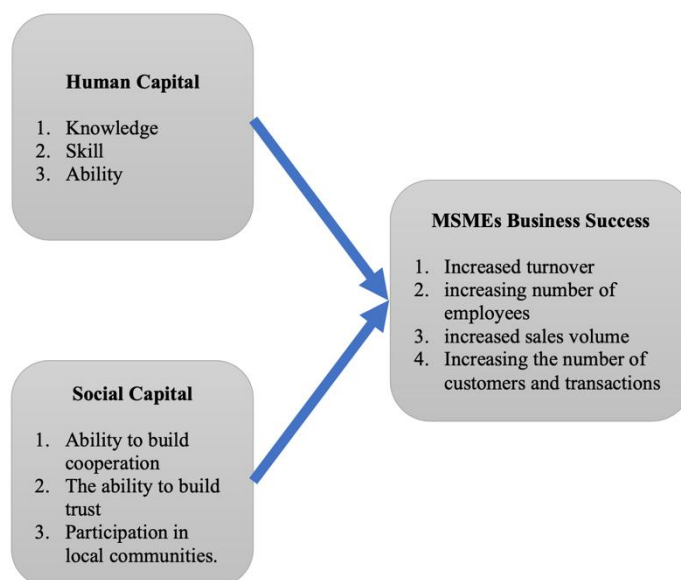 Human Capital
1. Knowledge
2. Skill
3. Ability
MSMEs Business Success
1. Increased turnover
2. increasing number of
employees
3. increased sales volume
4. Increasing the number of
customers and transactions
Social Capital
1. Ability to build
cooperation
2. The ability to build
trust
3. Participation in
local communities.